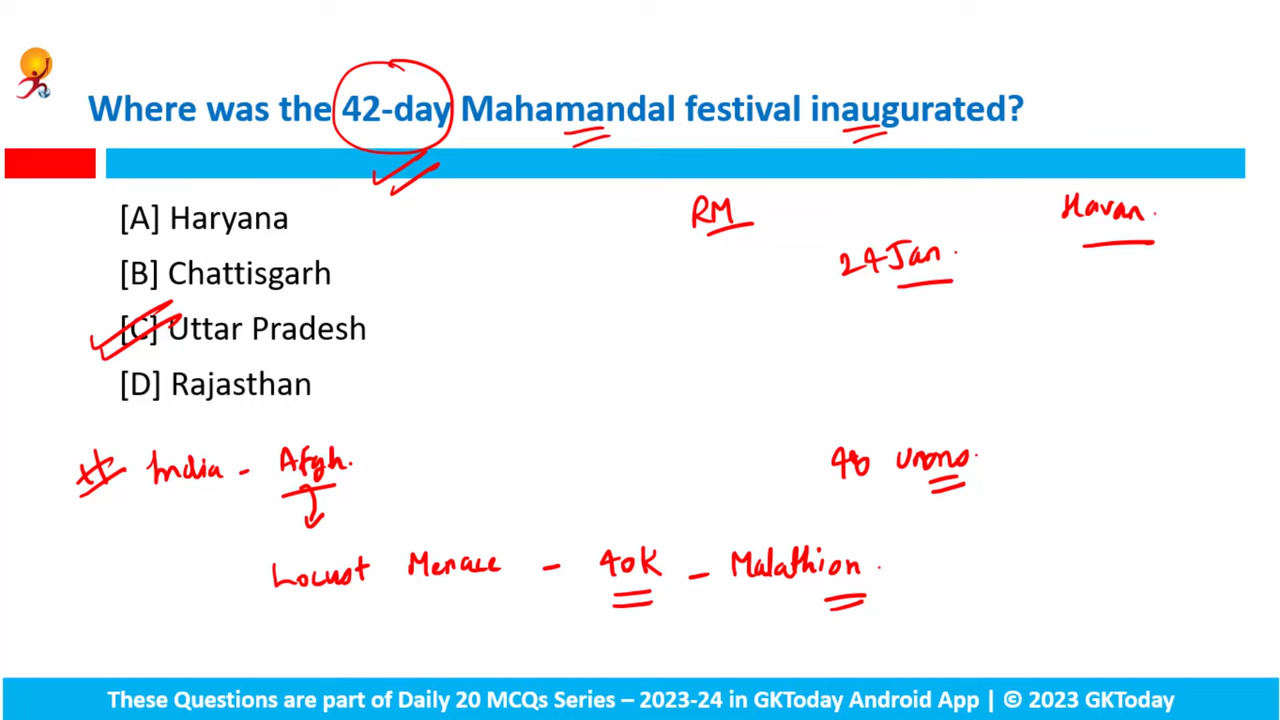 Where was the 42-day Mahamandal festival inaugurated?
[A] Haryana
RM
Havan.
24 Jan.
[B] Chattisgarh
[C] Uttar Pradesh
[D] Rajasthan
India - Afgh.
Locust Menace - 40K - Malathion.
These Questions are part of Daily 20 MCQs Series – 2023-24 in GKToday Android App | © 2023 GKToday